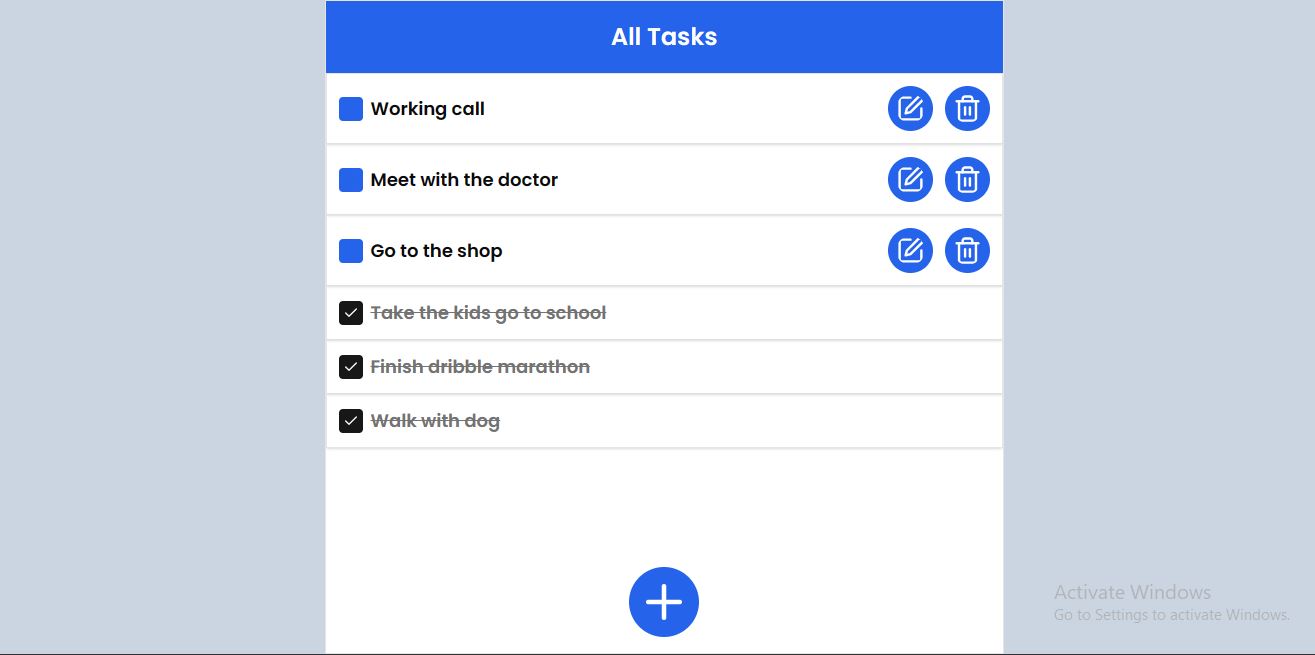 All Tasks
Working call
Meet with the doctor
Go to the shop
Take the kids go to school
Finish dribble marathon
Walk with dog
Activate Windows
Go to Settings to activate Windows.